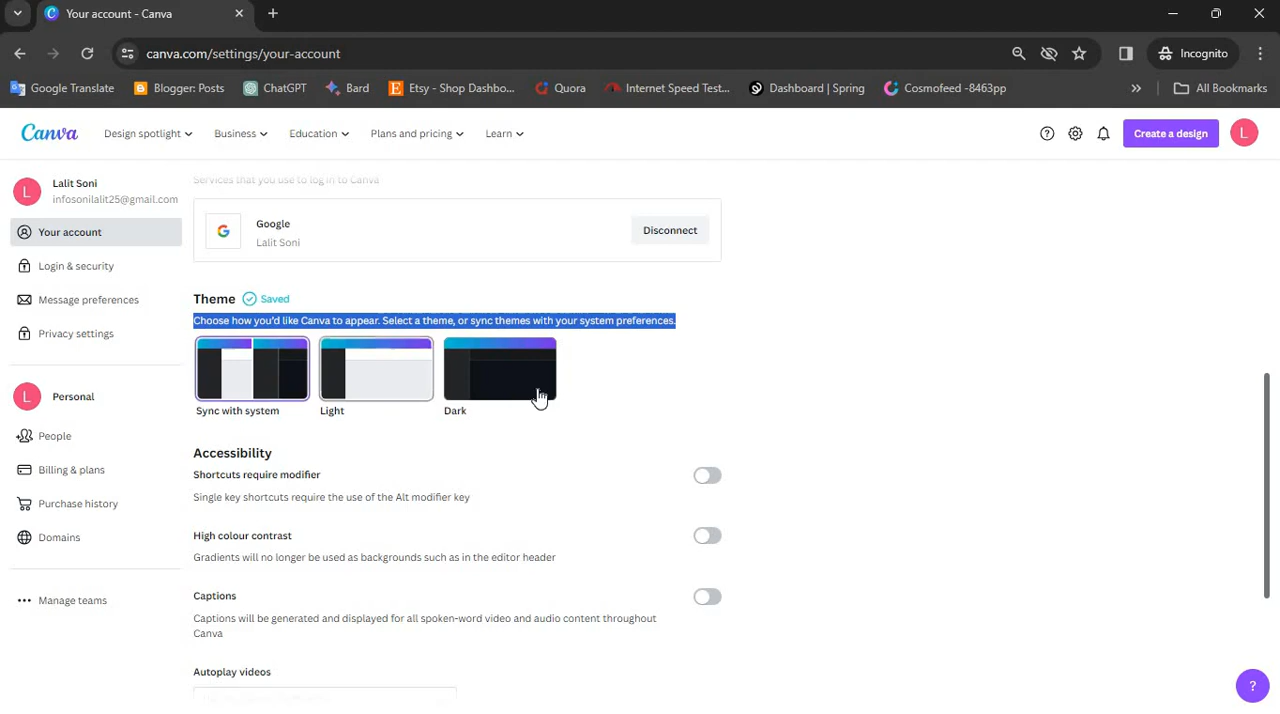 Your account - Canva
canva.com/settings/your-account
Incognito
Google Translate
Blogger: Posts
ChatGPT
Bard
Etsy - Shop Dashbo...
Quora
Internet Speed Test...
Dashboard | Spring
Cosmofeed -8463pp
All Bookmarks
Canva
Design spotlight
Business
Education
Plans and pricing
Learn
Create a design
L
L
Lalit Soni
infosonilalit25@gmail.com
Your account
Login & security
Message preferences
Privacy settings
L
Personal
People
Billing & plans
Purchase history
Domains
Manage teams
Services that you use to log in to Canva
Google
Lalit Soni
Disconnect
Theme
Saved
Choose how you'd like Canva to appear. Select a theme, or sync themes with your system preferences.
Sync with system
Light
Dark
Accessibility
Shortcuts require modifier
Single key shortcuts require the use of the Alt modifier key
High colour contrast
Gradients will no longer be used as backgrounds such as in the editor header
Captions
Captions will be generated and displayed for all spoken-word video and audio content throughout
Canva
Autoplay videos
?